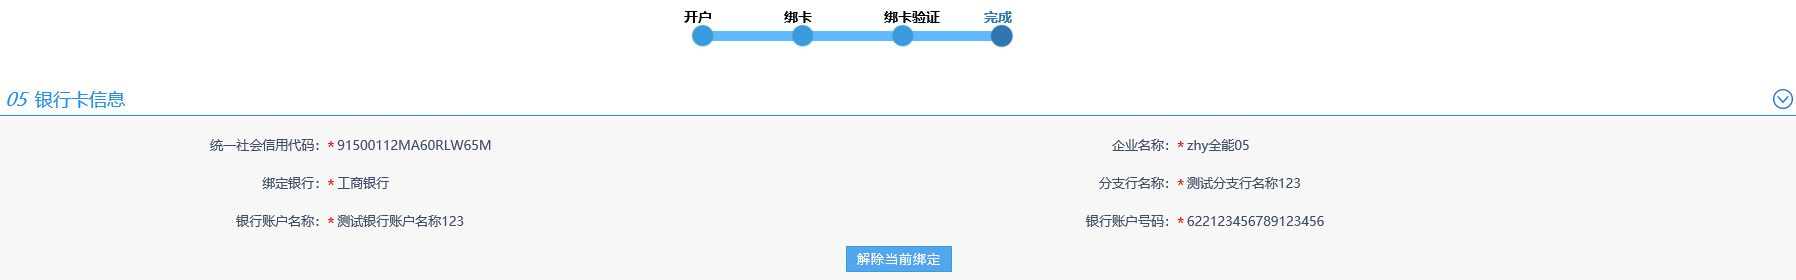 开户 绑卡 绑卡验证 完成
05 银行卡信息
统一社会信用代码：*91500112MA60RLW65M 企业名称：*zhy全能05
绑定银行：*工商银行 分支行名称：*测试分支行名称123
银行账户名称：*测试银行账户名称123 银行账户号码：*622123456789123456
解除当前绑定